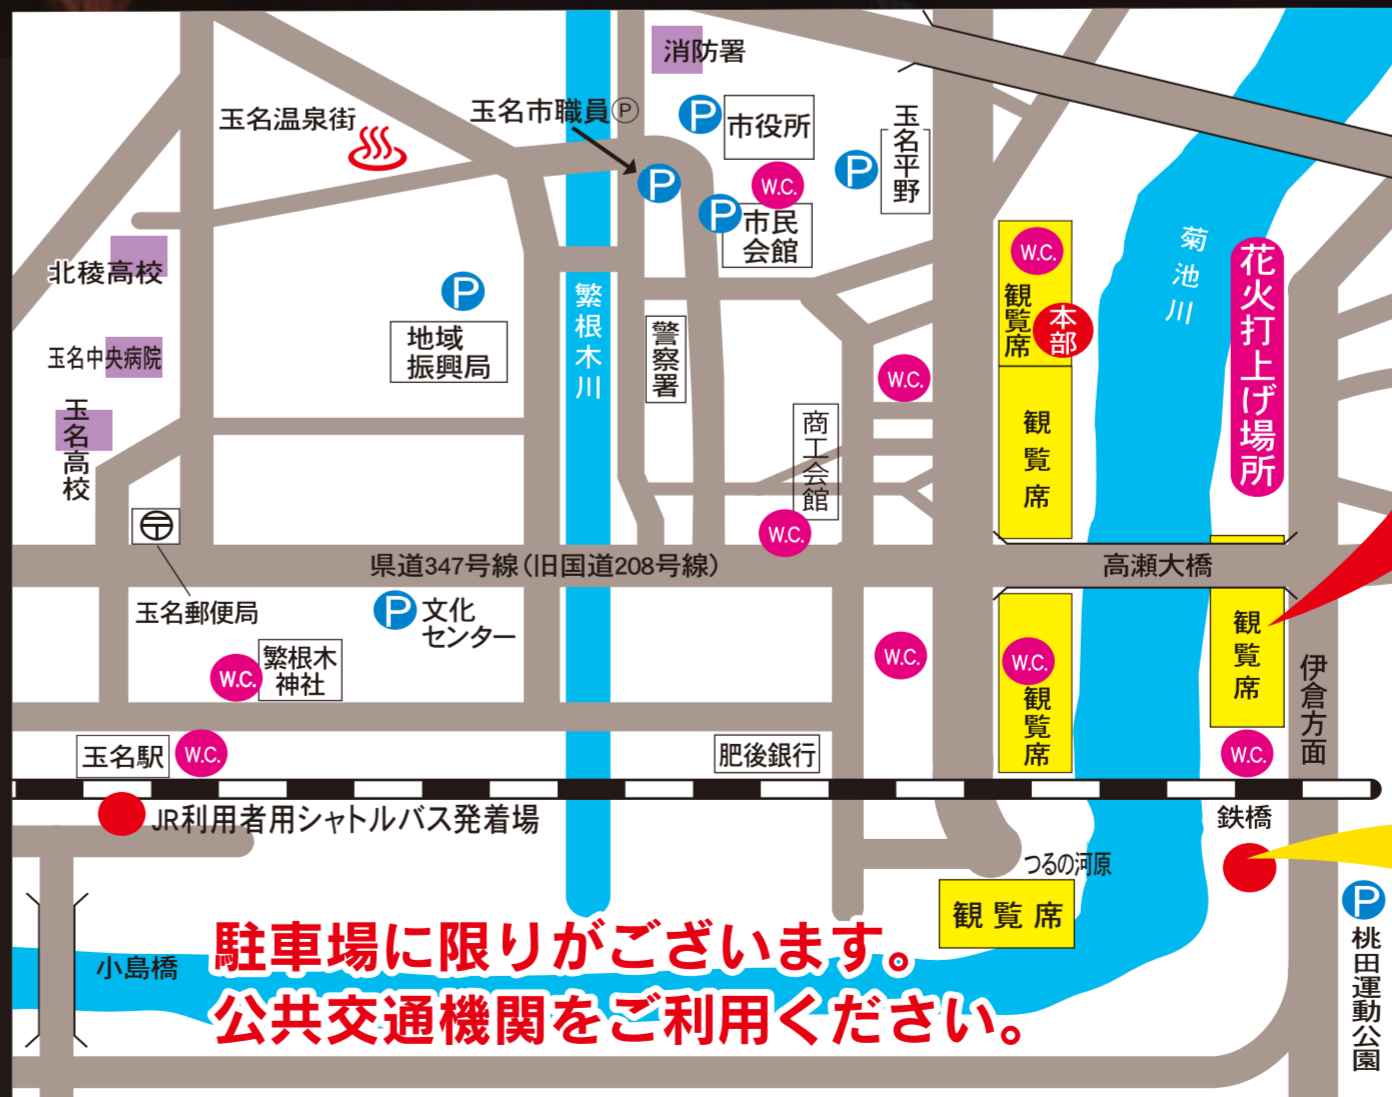 消防署
玉名温泉街
玉名市職員Ⓟ
P
市役所
玉名平野
P
P
W.C.
P
市民
会館
北稜高校
P
地域
振興局
繁根木川
警察署
W.C.
観覧席
本部
菊池川
花火打上げ場所
玉名中央病院
玉名高校
W.C.
商工会館
観覧席
W.C.
〒
県道347号線(旧国道208号線)
高瀬大橋
玉名郵便局
P
文化
センター
W.C.
繁根木
神社
W.C.
W.C.
観覧席
観覧席
伊倉方面
玉名駅
W.C.
肥後銀行
W.C.
JR利用者用シャトルバス発着場
鉄橋
つるの河原
観覧席
P
桃田運動公園
小島橋
駐車場に限りがございます。
公共交通機関をご利用ください。